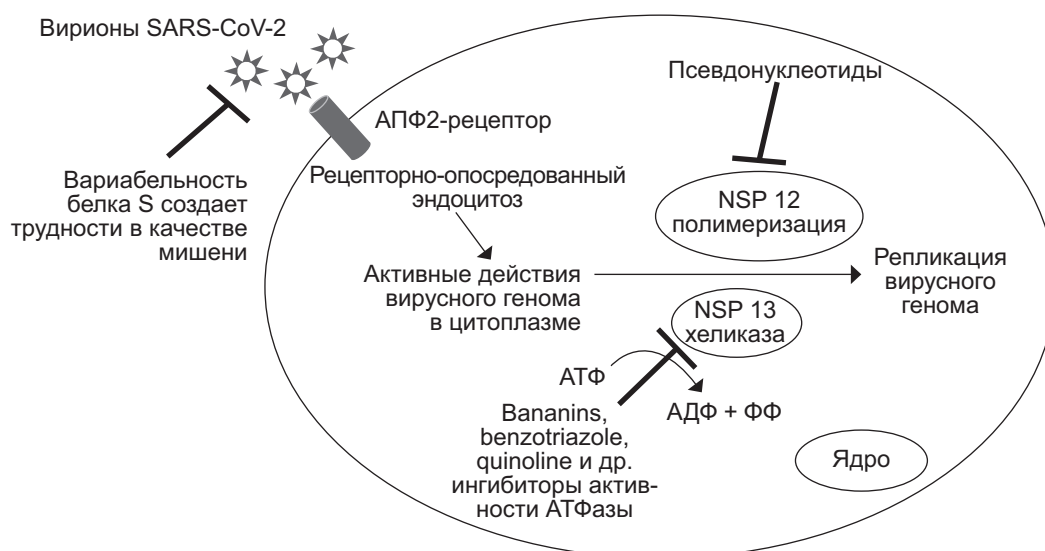 Вирионы SARS-CoV-2
АПФ2-рецептор
Псевдонуклеотиды
Вариабельность
белка S создает
трудности в качестве
мишени
Рецепторно-опосредованный
эндоцитоз
NSP 12
полимеризация
Активные действия
вирусного генома
в цитоплазме
Репликация
вирусного
генома
NSP 13
хеликаза
АТФ
АДФ + ФФ
Bananins,
benzotriazole,
quinoline и др.
ингибиторы актив-
ности АТФазы
Ядро